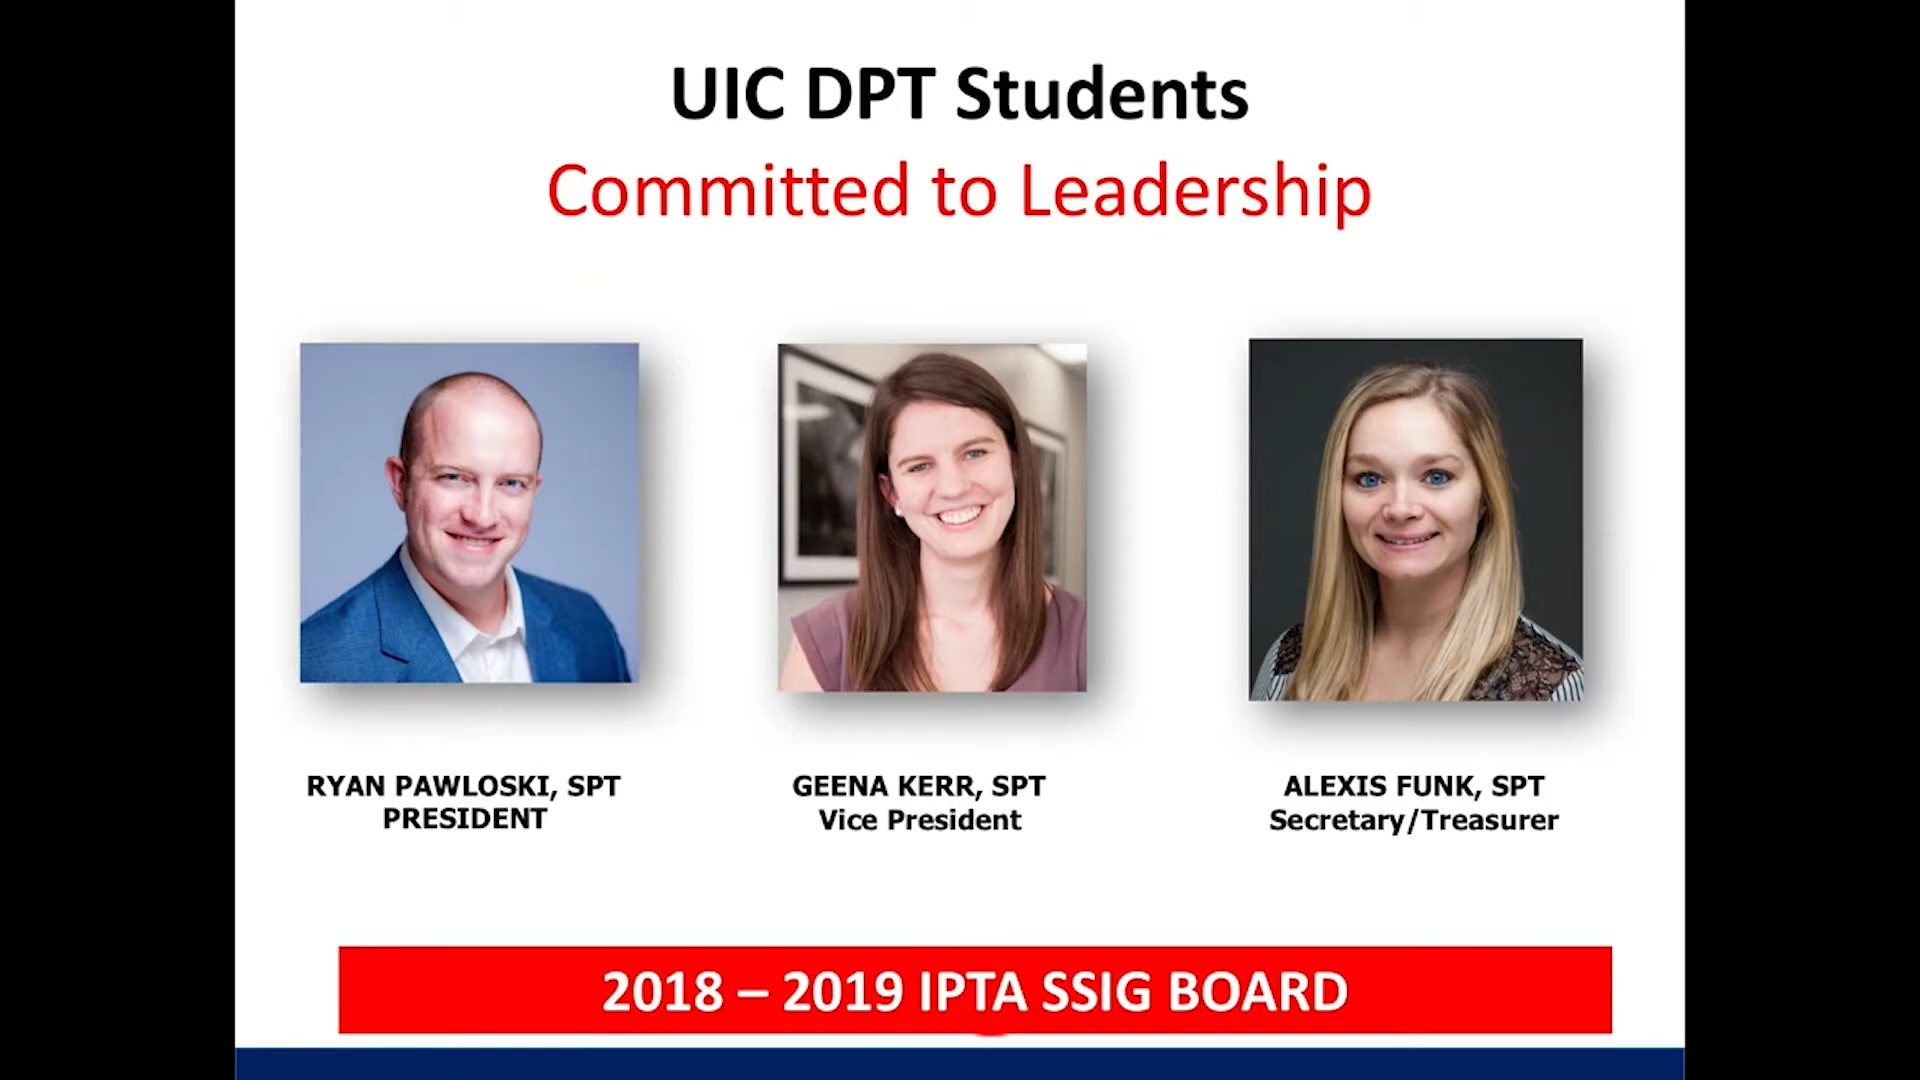 UIC DPT Students
Committed to Leadership
RYAN PAWLOSKI, SPT
PRESIDENT
GEENA KERR, SPT
Vice President
ALEXIS FUNK, SPT
Secretary/Treasurer
2018 – 2019 IPTA SSIG BOARD